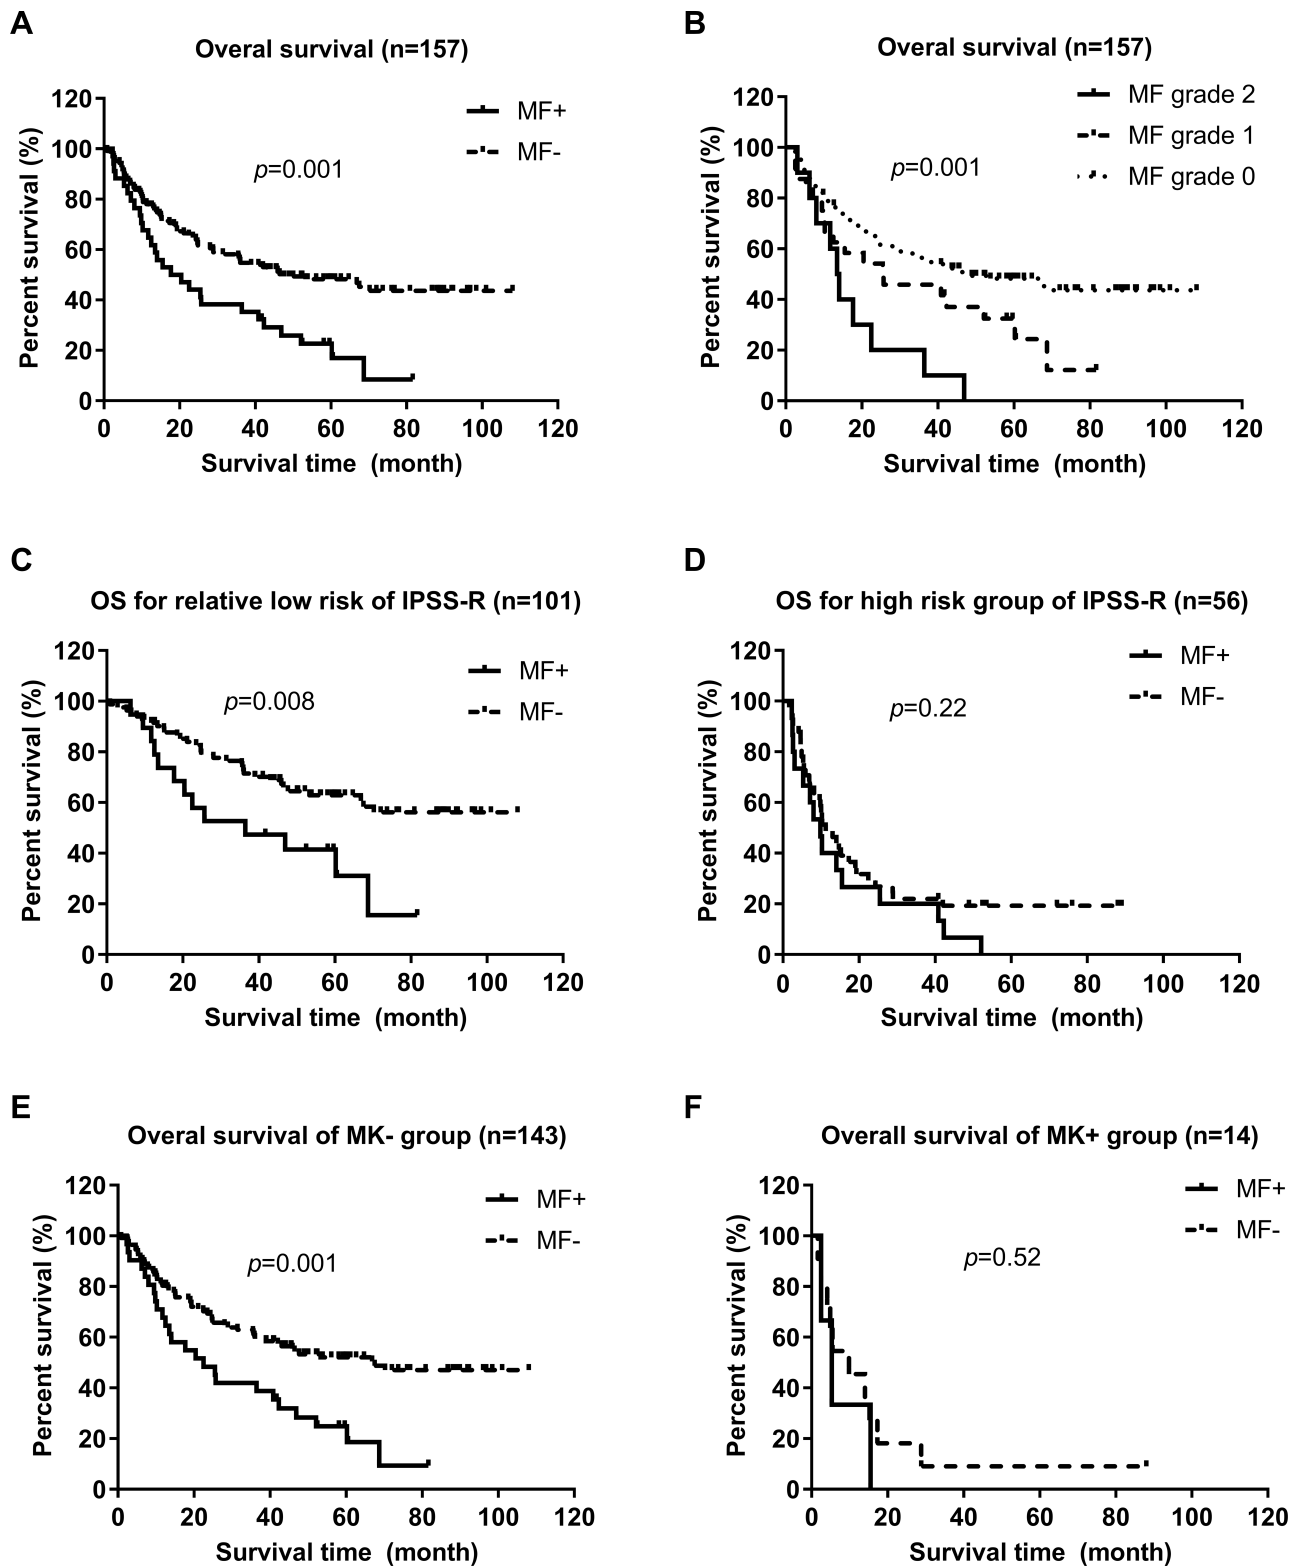 A
Overal survival (n=157)
MF+
MF-
p=0.001
Percent survival (%)
120
100
80
60
40
20
0
0 20 40 60 80 100 120
Survival time (month)
B
Overal survival (n=157)
MF grade 2
MF grade 1
MF grade 0
p=0.001
Percent survival (%)
120
100
80
60
40
20
0
0 20 40 60 80 100 120
Survival time (month)
C
OS for relative low risk of IPSS-R (n=101)
MF+
MF-
p=0.008
Percent survival (%)
120
100
80
60
40
20
0
0 20 40 60 80 100 120
Survival time (month)
D
OS for high risk group of IPSS-R (n=56)
MF+
MF-
p=0.22
Percent survival (%)
120
100
80
60
40
20
0
0 20 40 60 80 100 120
Survival time (month)
E
Overal survival of MK- group (n=143)
MF+
MF-
p=0.001
Percent survival (%)
120
100
80
60
40
20
0
0 20 40 60 80 100 120
Survival time (month)
F
Overall survival of MK+ group (n=14)
MF+
MF-
p=0.52
Percent survival (%)
120
100
80
60
40
20
0
0 20 40 60 80 100 120
Survival time (month)